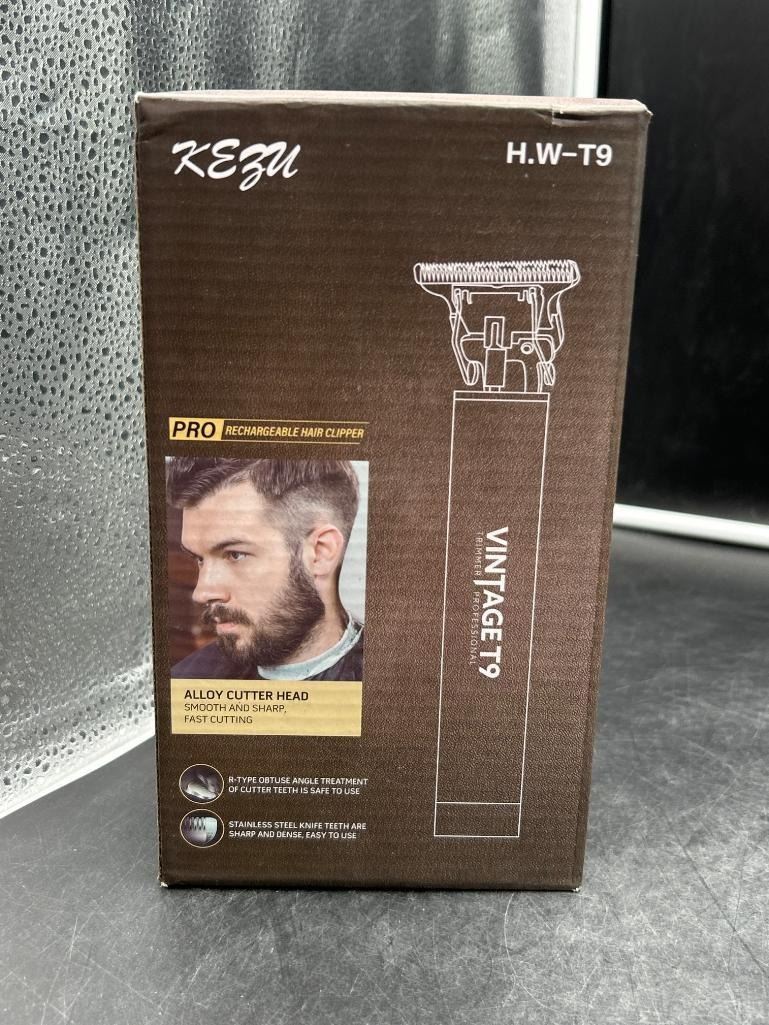 KEZU
H.W-T9
PRO RECHARGEABLE HAIR CLIPPER
VINTAGE T9
TRIMMER PROFESSIONAL
ALLOY CUTTER HEAD
SMOOTH AND SHARP,
FAST CUTTING
R-TYPE OBTUSE ANGLE TREATMENT
OF CUTTER TEETH IS SAFE TO USE
STAINLESS STEEL KNIFE TEETH ARE
SHARP AND DENSE, EASY TO USE